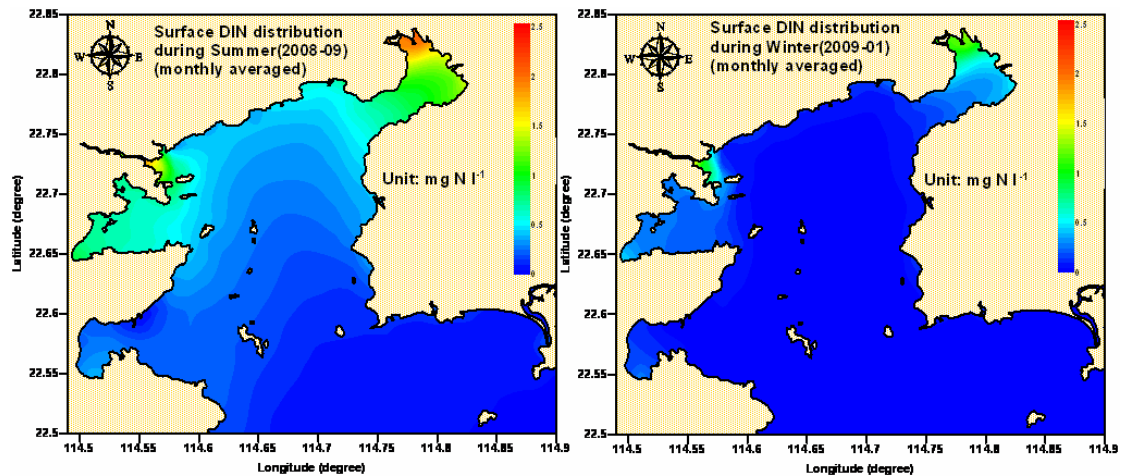 Surface DIN distribution
during Summer(2008-09)
(monthly averaged)
N
W E
S
Unit: mg N l-1
2.5
2
1.5
1
0.5
0
22.85
22.8
22.75
22.7
22.65
22.6
22.55
22.5
Latitude (degree)
114.5 114.55 114.6 114.65 114.7 114.75 114.8 114.85 114.9
Longitude (degree)
Surface DIN distribution
during Winter(2009-01)
(monthly averaged)
N
W E
S
Unit: mg N l-1
2.5
2
1.5
1
0.5
0
22.85
22.8
22.75
22.7
22.65
22.6
22.55
22.5
Latitude (degree)
114.5 114.55 114.6 114.65 114.7 114.75 114.8 114.85 114.9
Longitude (degree)